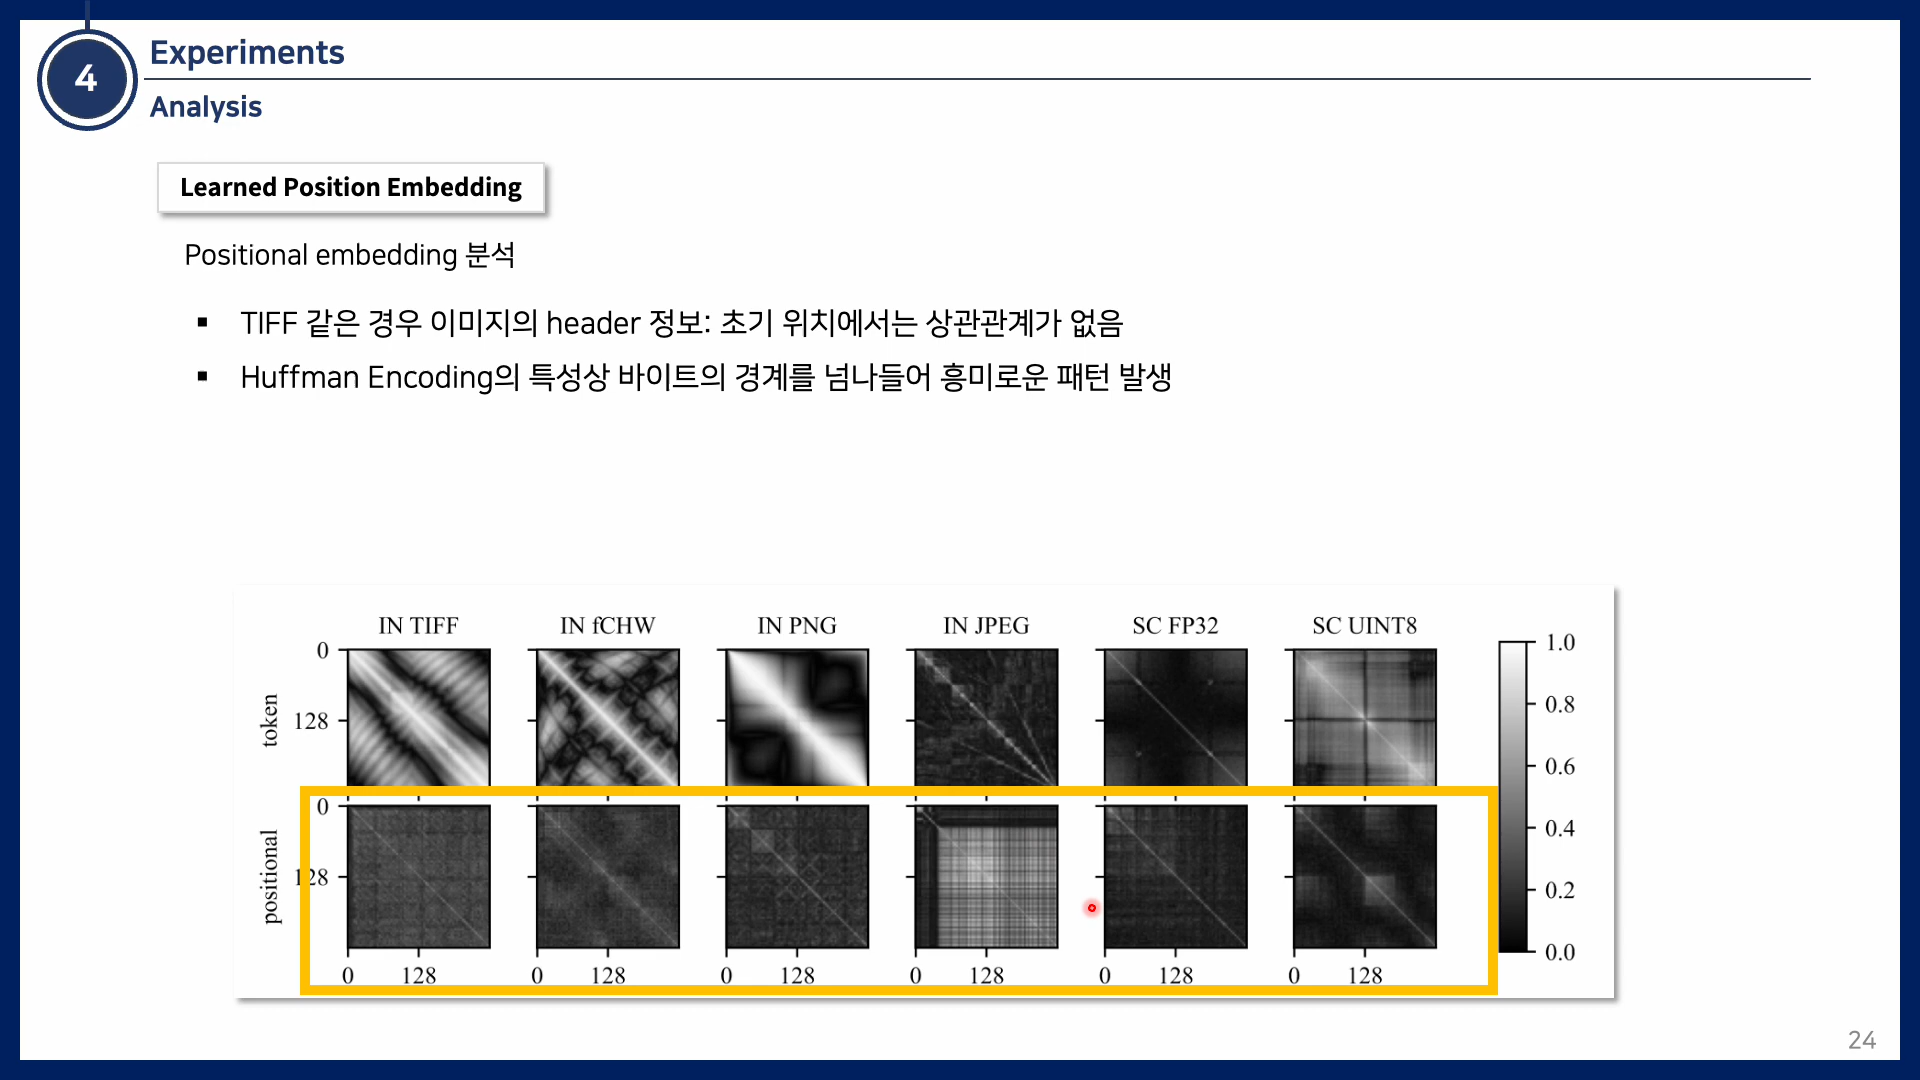 4
Experiments
Analysis
Learned Position Embedding
Positional embedding 분석
▪ TIFF 같은 경우 이미지의 header 정보: 초기 위치에서는 상관관계가 없음
▪ Huffman Encoding의 특성상 바이트의 경계를 넘나들어 흥미로운 패턴 발생
IN TIFF IN fCHW IN PNG IN JPEG SC FP32 SC UINT8
token
0
128
positional
0
128
0 128 0 128 0 128 0 128 0 128 0 128
1.0
0.8
0.6
0.4
0.2
0.0
24